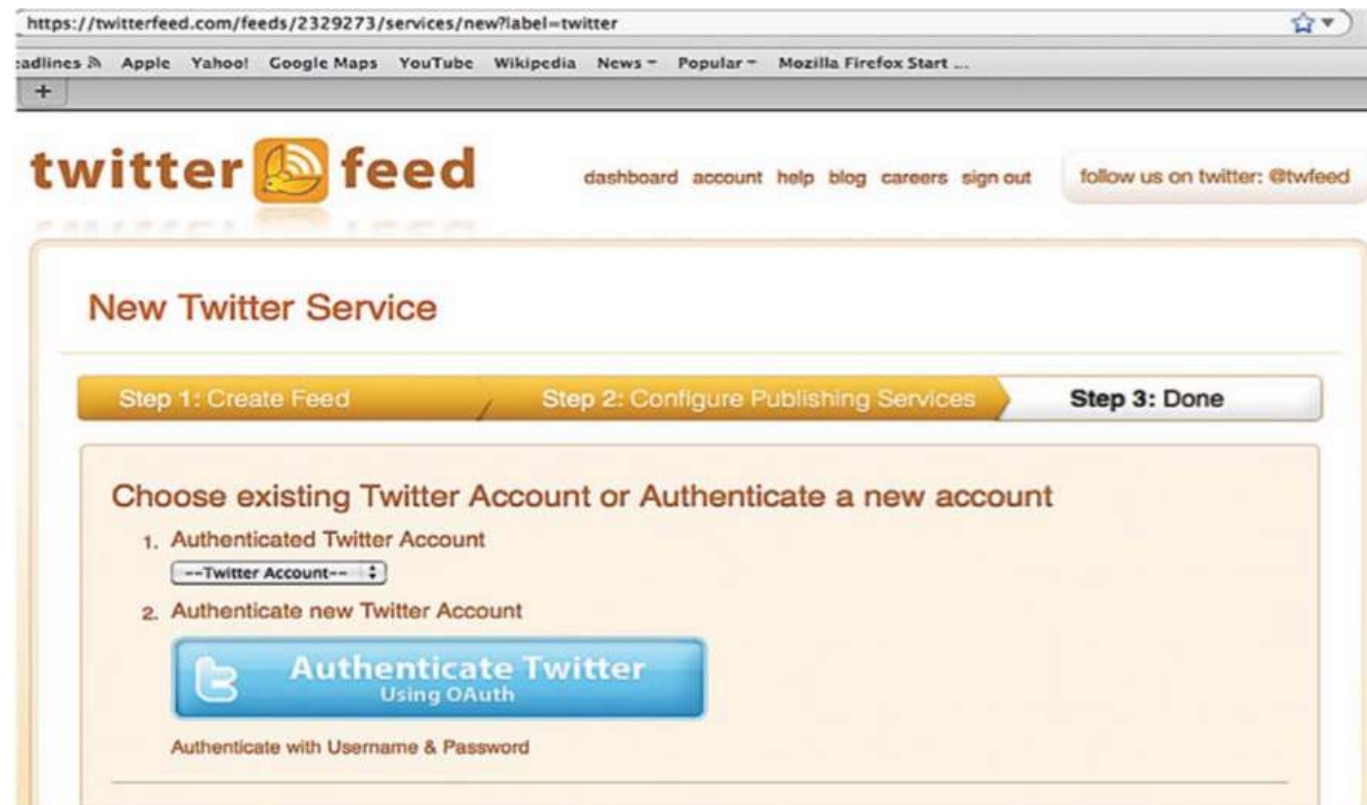 https://twitterfeed.com/feeds/2329273/services/new?label=twitter
eadlines Apple Yahoo! Google Maps YouTube Wikipedia News Popular Mozilla Firefox Start ...
+
twitter feed dashboard account help blog careers sign out follow us on twitter: @twfeed
New Twitter Service
Step 1: Create Feed Step 2: Configure Publishing Services Step 3: Done
Choose existing Twitter Account or Authenticate a new account
1. Authenticated Twitter Account
--Twitter Account--
2. Authenticate new Twitter Account
Authenticate Twitter
Using OAuth
Authenticate with Username & Password